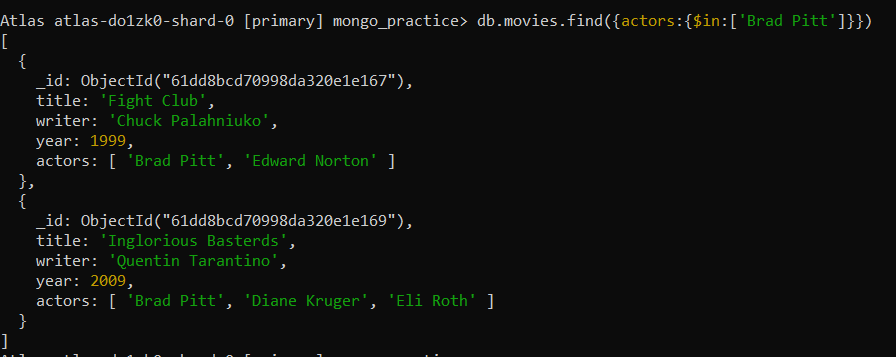 Atlas atlas-do1zk0-shard-0 [primary] mongo_practice> db.movies.find({actors:{$in:['Brad Pitt']}})
[
  {
    _id: ObjectId("61dd8bcd70998da320e1e167"),
    title: 'Fight Club',
    writer: 'Chuck Palahniuko',
    year: 1999,
    actors: [ 'Brad Pitt', 'Edward Norton' ]
  },
  {
    _id: ObjectId("61dd8bcd70998da320e1e169"),
    title: 'Inglorious Basterds',
    writer: 'Quentin Tarantino',
    year: 2009,
    actors: [ 'Brad Pitt', 'Diane Kruger', 'Eli Roth' ]
  }
]